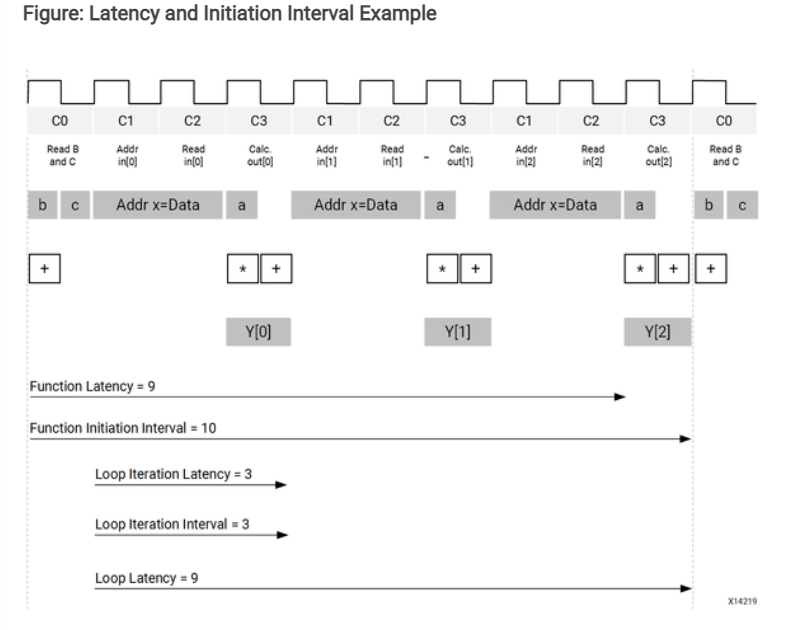 Figure: Latency and Initiation Interval Example
C0 C1 C2 C3 C1 C2 C3 C1 C2 C3 C0
Read B Addr Read Calc. Addr Read Calc. Addr Read Calc. Read B
and C in[0] in[0] out[0] in[1] in[1] - out[1] in[2] in[2] out[2] and C
b c Addr x=Data a Addr x=Data a Addr x=Data a b c
+ * + * + * + +
Y[0] Y[1] Y[2]
Function Latency = 9
Function Initiation Interval = 10
Loop Iteration Latency = 3
Loop Iteration Interval = 3
Loop Latency = 9
X14219